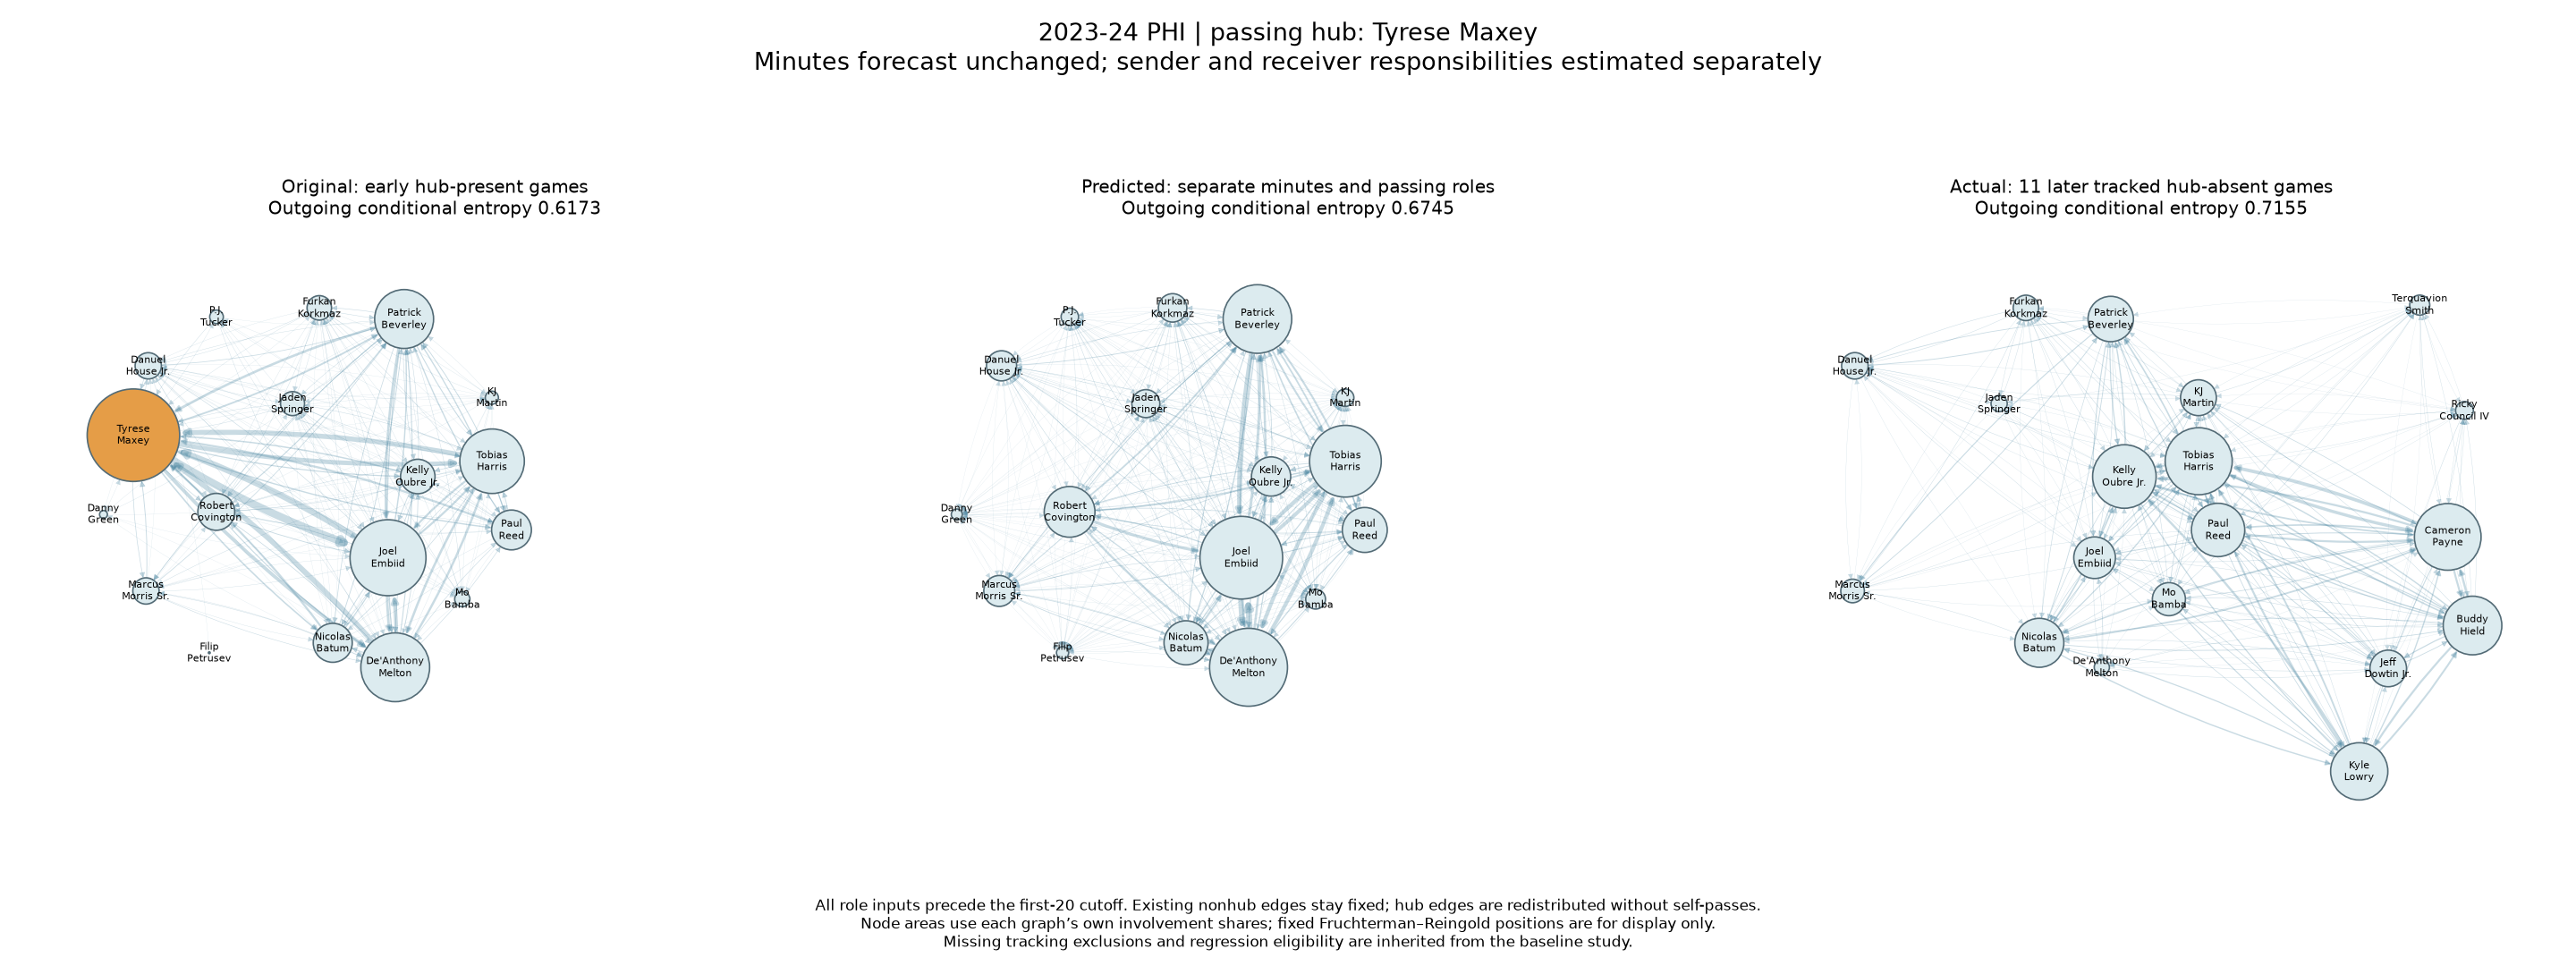 2023-24 PHI | passing hub: Tyrese Maxey
Minutes forecast unchanged; sender and receiver responsibilities estimated separately
Original: early hub-present games
Outgoing conditional entropy 0.6173
P.J.
Tucker
Furkan
Korkmaz
Patrick
Beverley
Danuel
House Jr.
Jaden
Springer
KJ
Martin
Tyrese
Maxey
Tobias
Harris
Kelly
Oubre Jr.
Danny
Green
Robert
Covington
Paul
Reed
Joel
Embiid
Marcus
Morris Sr.
Mo
Bamba
Filip
Petrusev
Nicolas
Batum
De'Anthony
Melton
Predicted: separate minutes and passing roles
Outgoing conditional entropy 0.6745
P.J.
Tucker
Furkan
Korkmaz
Patrick
Beverley
Danuel
House Jr.
Jaden
Springer
KJ
Martin
Tobias
Harris
Kelly
Oubre Jr.
Danny
Green
Robert
Covington
Paul
Reed
Joel
Embiid
Marcus
Morris Sr.
Mo
Bamba
Filip
Petrusev
Nicolas
Batum
De'Anthony
Melton
Actual: 11 later tracked hub-absent games
Outgoing conditional entropy 0.7155
Furkan
Korkmaz
Patrick
Beverley
Terquavion
Smith
Danuel
House Jr.
Jaden
Springer
KJ
Martin
Ricky
Council IV
Tobias
Harris
Kelly
Oubre Jr.
Paul
Reed
Cameron
Payne
Joel
Embiid
Marcus
Morris Sr.
Mo
Bamba
Buddy
Hield
Nicolas
Batum
De'Anthony
Melton
Jeff
Dowtin Jr.
Kyle
Lowry
All role inputs precede the first-20 cutoff. Existing nonhub edges stay fixed; hub edges are redistributed without self-passes.
Node areas use each graph’s own involvement shares; fixed Fruchterman–Reingold positions are for display only.
Missing tracking exclusions and regression eligibility are inherited from the baseline study.